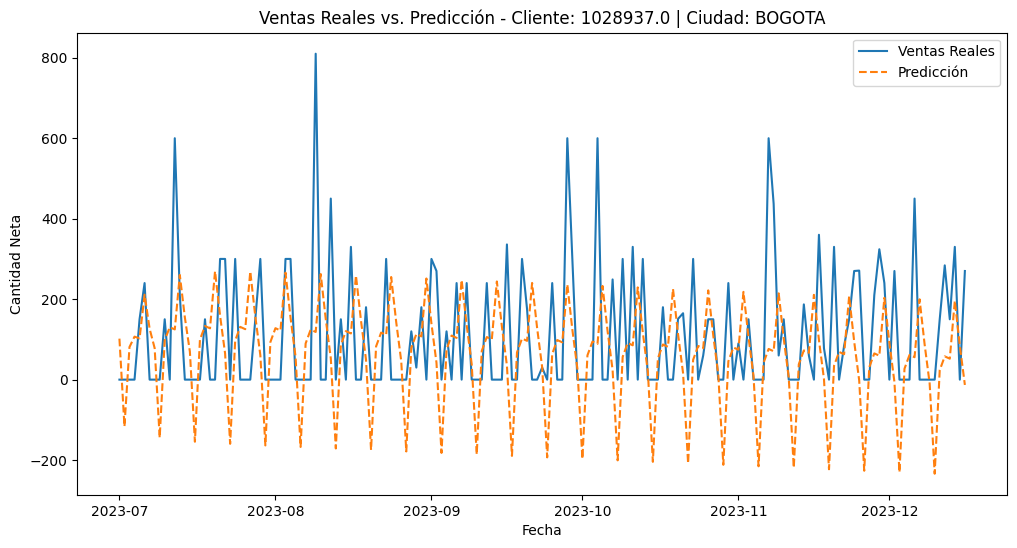 Ventas Reales vs. Predicción - Cliente: 1028937.0 | Ciudad: BOGOTA
Ventas Reales
Predicción
800
600
400
200
0
−200
Cantidad Neta
2023-07
2023-08
2023-09
2023-10
2023-11
2023-12
Fecha